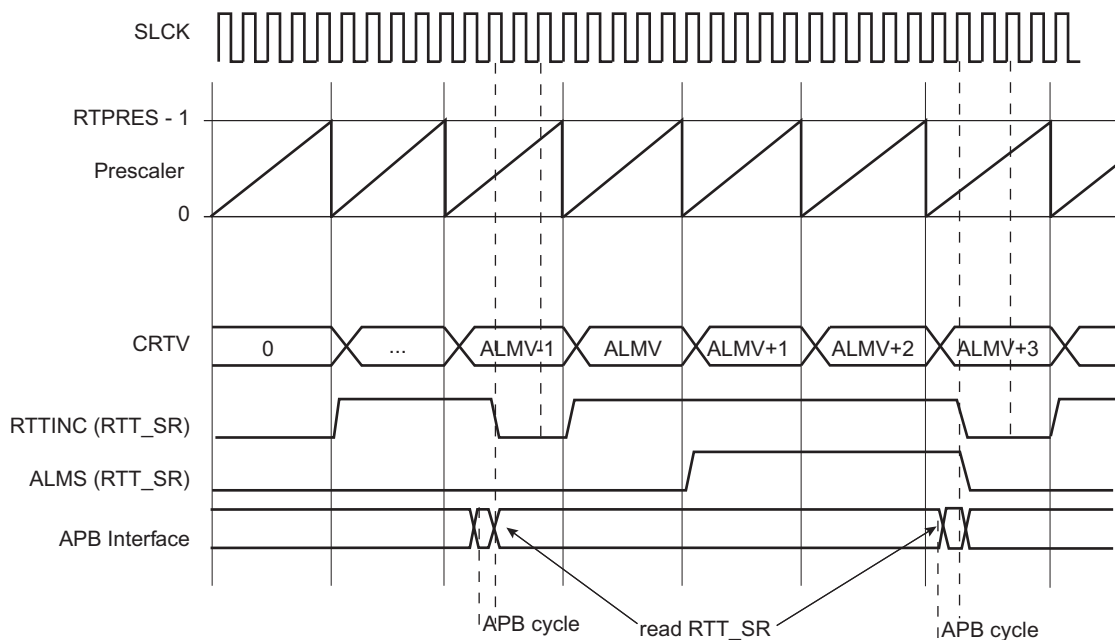 SLCK
RTPRES - 1
Prescaler
0
CRTV
0 ... ALMV-1 ALMV ALMV+1 ALMV+2 ALMV+3
RTTINC (RTT_SR)
ALMS (RTT_SR)
APB Interface
APB cycle read RTT_SR APB cycle